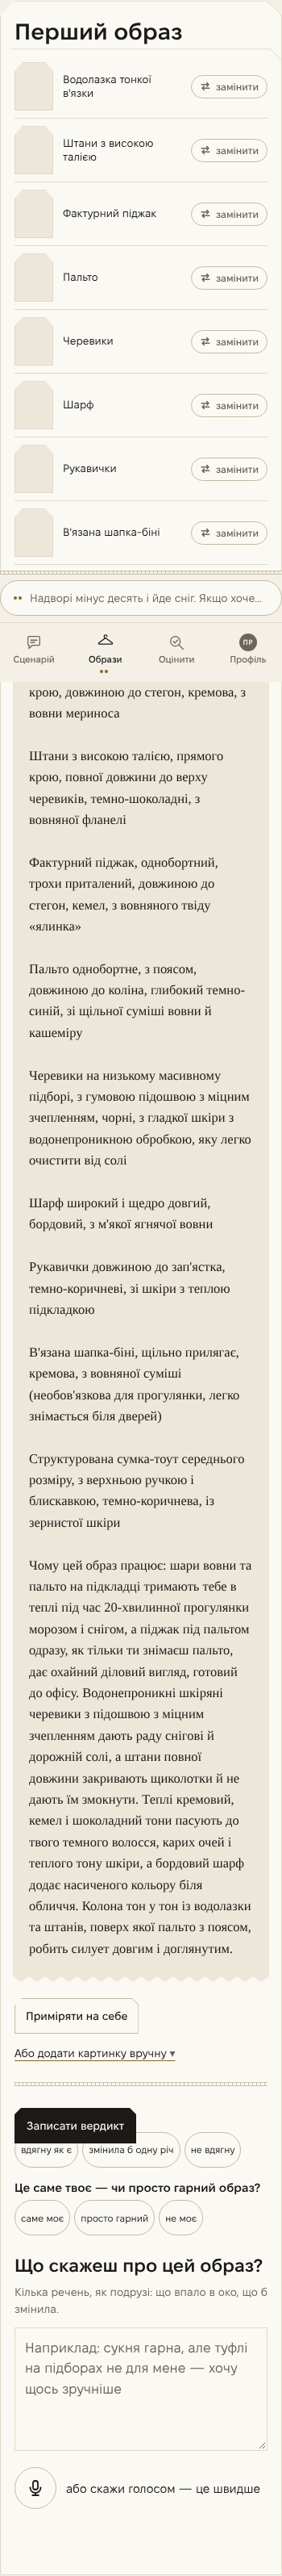 Перший образ
Водолазка тонкої
в'язки
замінити
Штани з високою
талією
замінити
Фактурний піджак
замінити
Пальто
замінити
Черевики
замінити
Шарф
замінити
Рукавички
замінити
В'язана шапка-біні
замінити
Надворі мінус десять і йде сніг. Якщо хоче...
Сценарій
Образи
Оцінити
ПР
Профіль
крою, довжиною до стегон, кремова, з
вовни мериноса
Штани з високою талією, прямого
крою, повної довжини до верху
черевиків, темно-шоколадні, з
вовняної фланелі
Фактурний піджак, однобортний,
трохи приталений, довжиною до
стегон, кемел, з вовняного твіду
«ялинка»
Пальто однобортне, з поясом,
довжиною до коліна, глибокий темно-
синій, зі щільної суміші вовни й
кашеміру
Черевики на низькому масивному
підборі, з гумовою підошвою з міцним
зчепленням, чорні, з гладкої шкіри з
водонепроникною обробкою, яку легко
очистити від солі
Шарф широкий і щедро довгий,
бордовий, з м'якої ягнячої вовни
Рукавички довжиною до зап'ястка,
темно-коричневі, зі шкіри з теплою
підкладкою
В'язана шапка-біні, щільно прилягає,
кремова, з вовняної суміші
(необов'язкова для прогулянки, легко
знімається біля дверей)
Структурована сумка-тоут середнього
розміру, з верхньою ручкою і
блискавкою, темно-коричнева, із
зернистої шкіри
Чому цей образ працює: шари вовни та
пальто на підкладці тримають тебе в
теплі під час 20-хвилинної прогулянки
морозом і снігом, а піджак під пальтом
одразу, як тільки ти знімаєш пальто,
дає охайний діловий вигляд, готовий
до офісу. Водонепроникні шкіряні
черевики з підошвою з міцним
зчепленням дають раду снігові й
дорожній солі, а штани повної
довжини закривають щиколотки й не
дають їм змокнути. Теплі кремовий,
кемел і шоколадний тони пасують до
твого темного волосся, карих очей і
теплого тону шкіри, а бордовий шарф
додає насиченого кольору біля
обличчя. Колона тон у тон із водолазки
та штанів, поверх якої пальто з поясом,
робить силует довгим і доглянутим.
Приміряти на себе
Або додати картинку вручну ▾
Записати вердикт
вдягну як є
змінила б одну річ
не вдягну
Це саме твоє — чи просто гарний образ?
саме моє
просто гарний
не моє
Що скажеш про цей образ?
Кілька речень, як подрузі: що впало в око, що б
змінила.
Наприклад: сукня гарна, але туфлі
на підборах не для мене — хочу
щось зручніше
або скажи голосом — це швидше